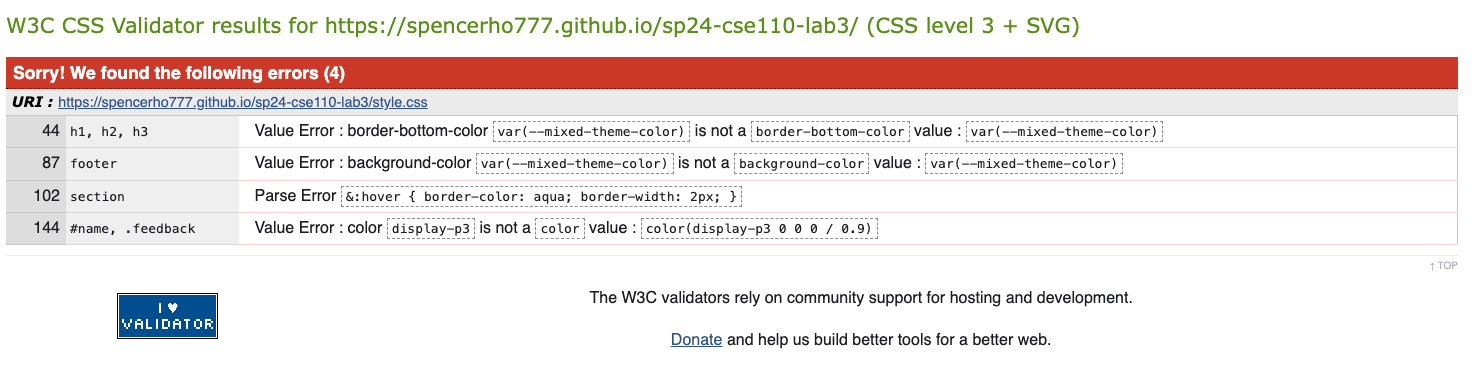 W3C CSS Validator results for https://spencerho777.github.io/sp24-cse110-lab3/ (CSS level 3 + SVG)
Sorry! We found the following errors (4)
URI : https://spencerho777.github.io/sp24-cse110-lab3/style.css
44 h1, h2, h3 Value Error : border-bottom-color var(--mixed-theme-color) is not a border-bottom-color value : var(--mixed-theme-color)
87 footer Value Error : background-color var(--mixed-theme-color) is not a background-color value : var(--mixed-theme-color)
102 section Parse Error &:hover { border-color: aqua; border-width: 2px; }
144 #name, .feedback Value Error : color display-p3 is not a color value : color(display-p3 0 0 0 / 0.9)
↑ TOP
I ♥
VALIDATOR
The W3C validators rely on community support for hosting and development.
Donate and help us build better tools for a better web.